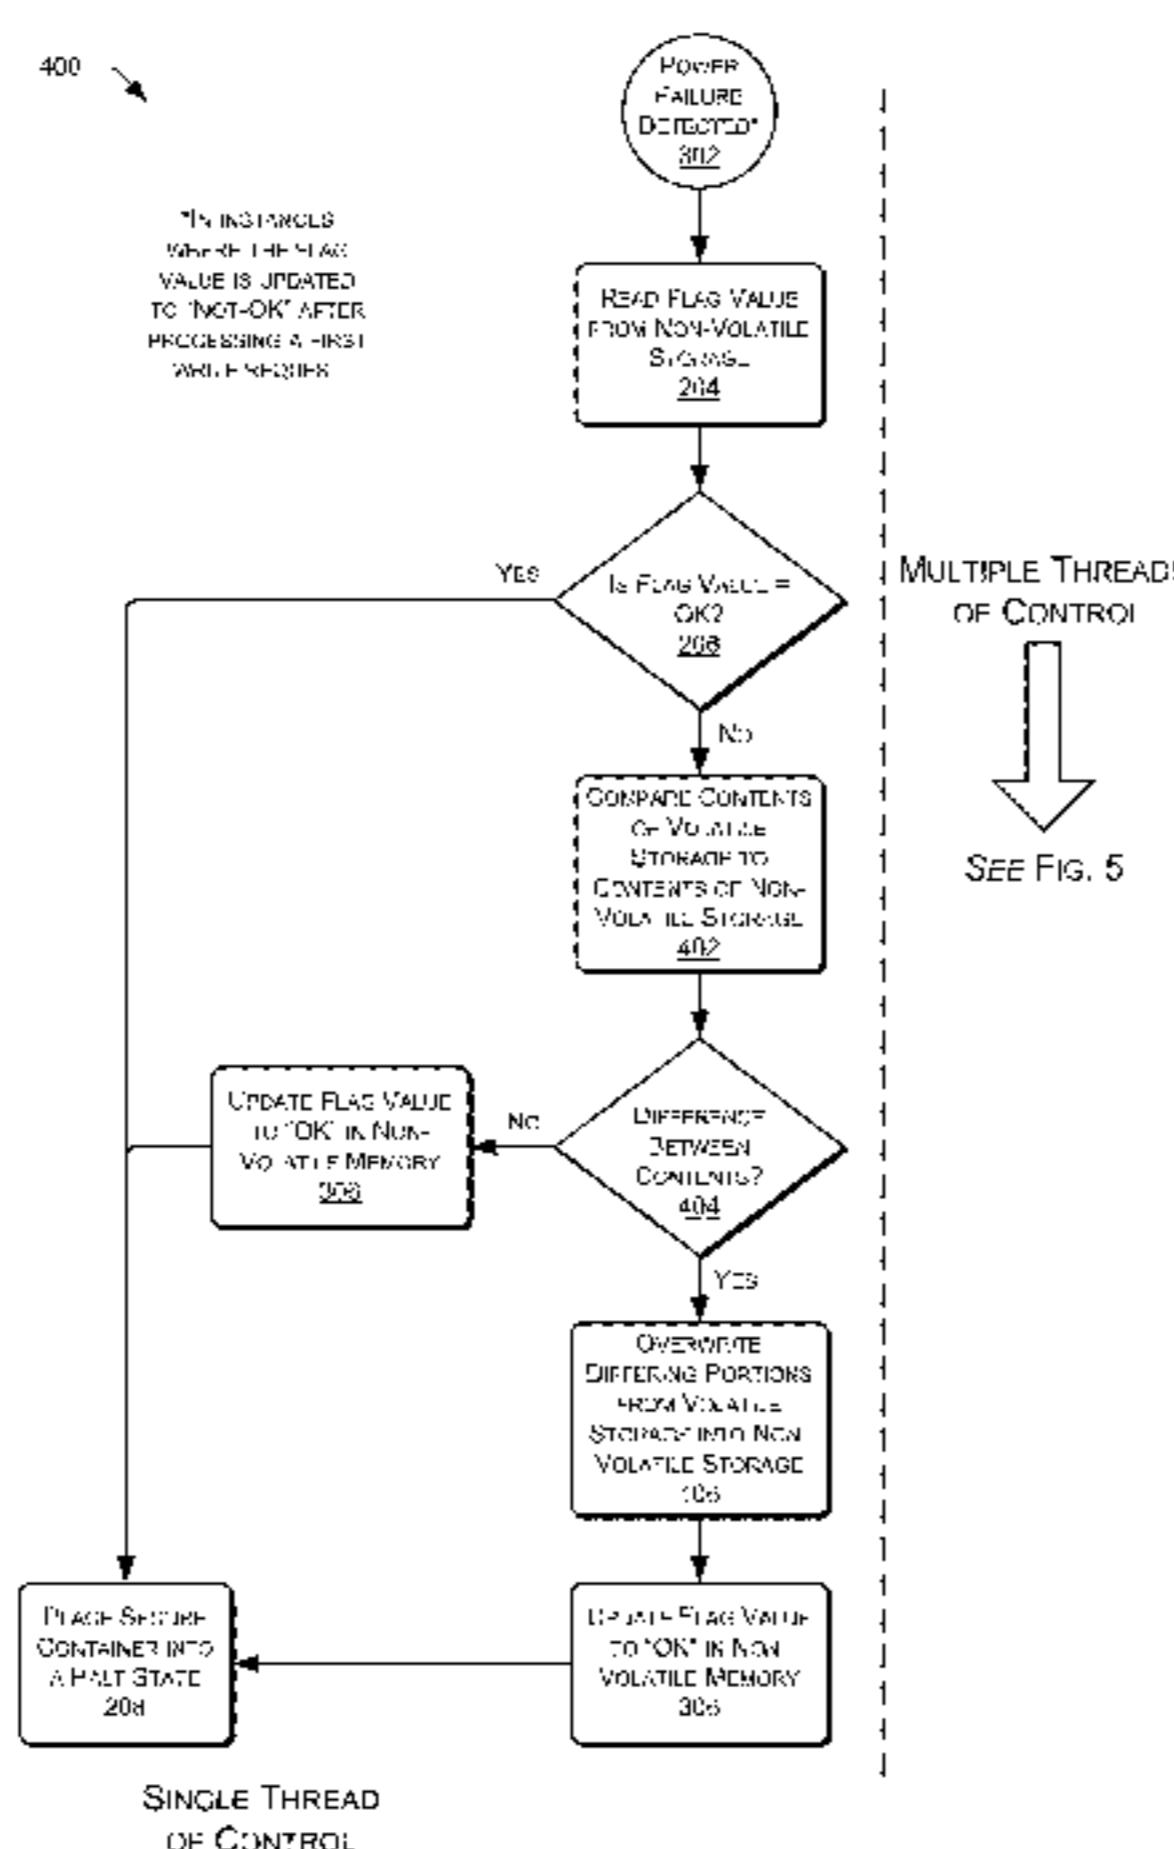 400
POWER
FAILURE
DETECTED*
302
*IN INSTANCES
WHERE THE FLAG
VALUE IS UPDATED
TO "NOT-OK" AFTER
PROCESSING A FIRST
WRITE REQUEST
READ FLAG VALUE
FROM NON-VOLATILE
STORAGE
204
YES
IS FLAG VALUE =
OK?
206
NO
MULTIPLE THREADS
OF CONTROL
SEE FIG. 5
COMPARE CONTENTS
OF VOLATILE
STORAGE TO
CONTENTS OF NON-
VOLATILE STORAGE
402
UPDATE FLAG VALUE
TO "OK" IN NON-
VOLATILE MEMORY
306
NO
DIFFERENCE
BETWEEN
CONTENTS?
404
YES
OVERWRITE
DIFFERING PORTIONS
FROM VOLATILE
STORAGE INTO NON-
VOLATILE STORAGE
406
PLACE SECURE
CONTAINER INTO
A HALT STATE
208
UPDATE FLAG VALUE
TO "OK" IN NON-
VOLATILE MEMORY
306
SINGLE THREAD
OF CONTROL